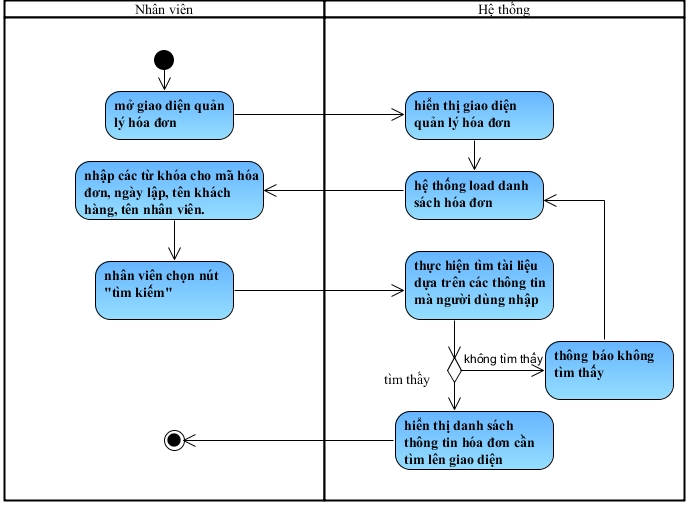 Nhân viên
Hệ thống
mở giao diện quản
lý hóa đơn
hiển thị giao diện
quản lý hóa đơn
nhập các từ khóa cho mã hóa
đơn, ngày lập, tên khách
hàng, tên nhân viên.
hệ thống load danh
sách hóa đơn
nhân viên chọn nút
"tìm kiếm"
thực hiện tìm tài liệu
dựa trên các thông tin
mà người dùng nhập
không tìm thấy
thông báo không
tìm thấy
tìm thấy
hiển thị danh sách
thông tin hóa đơn cần
tìm lên giao diện